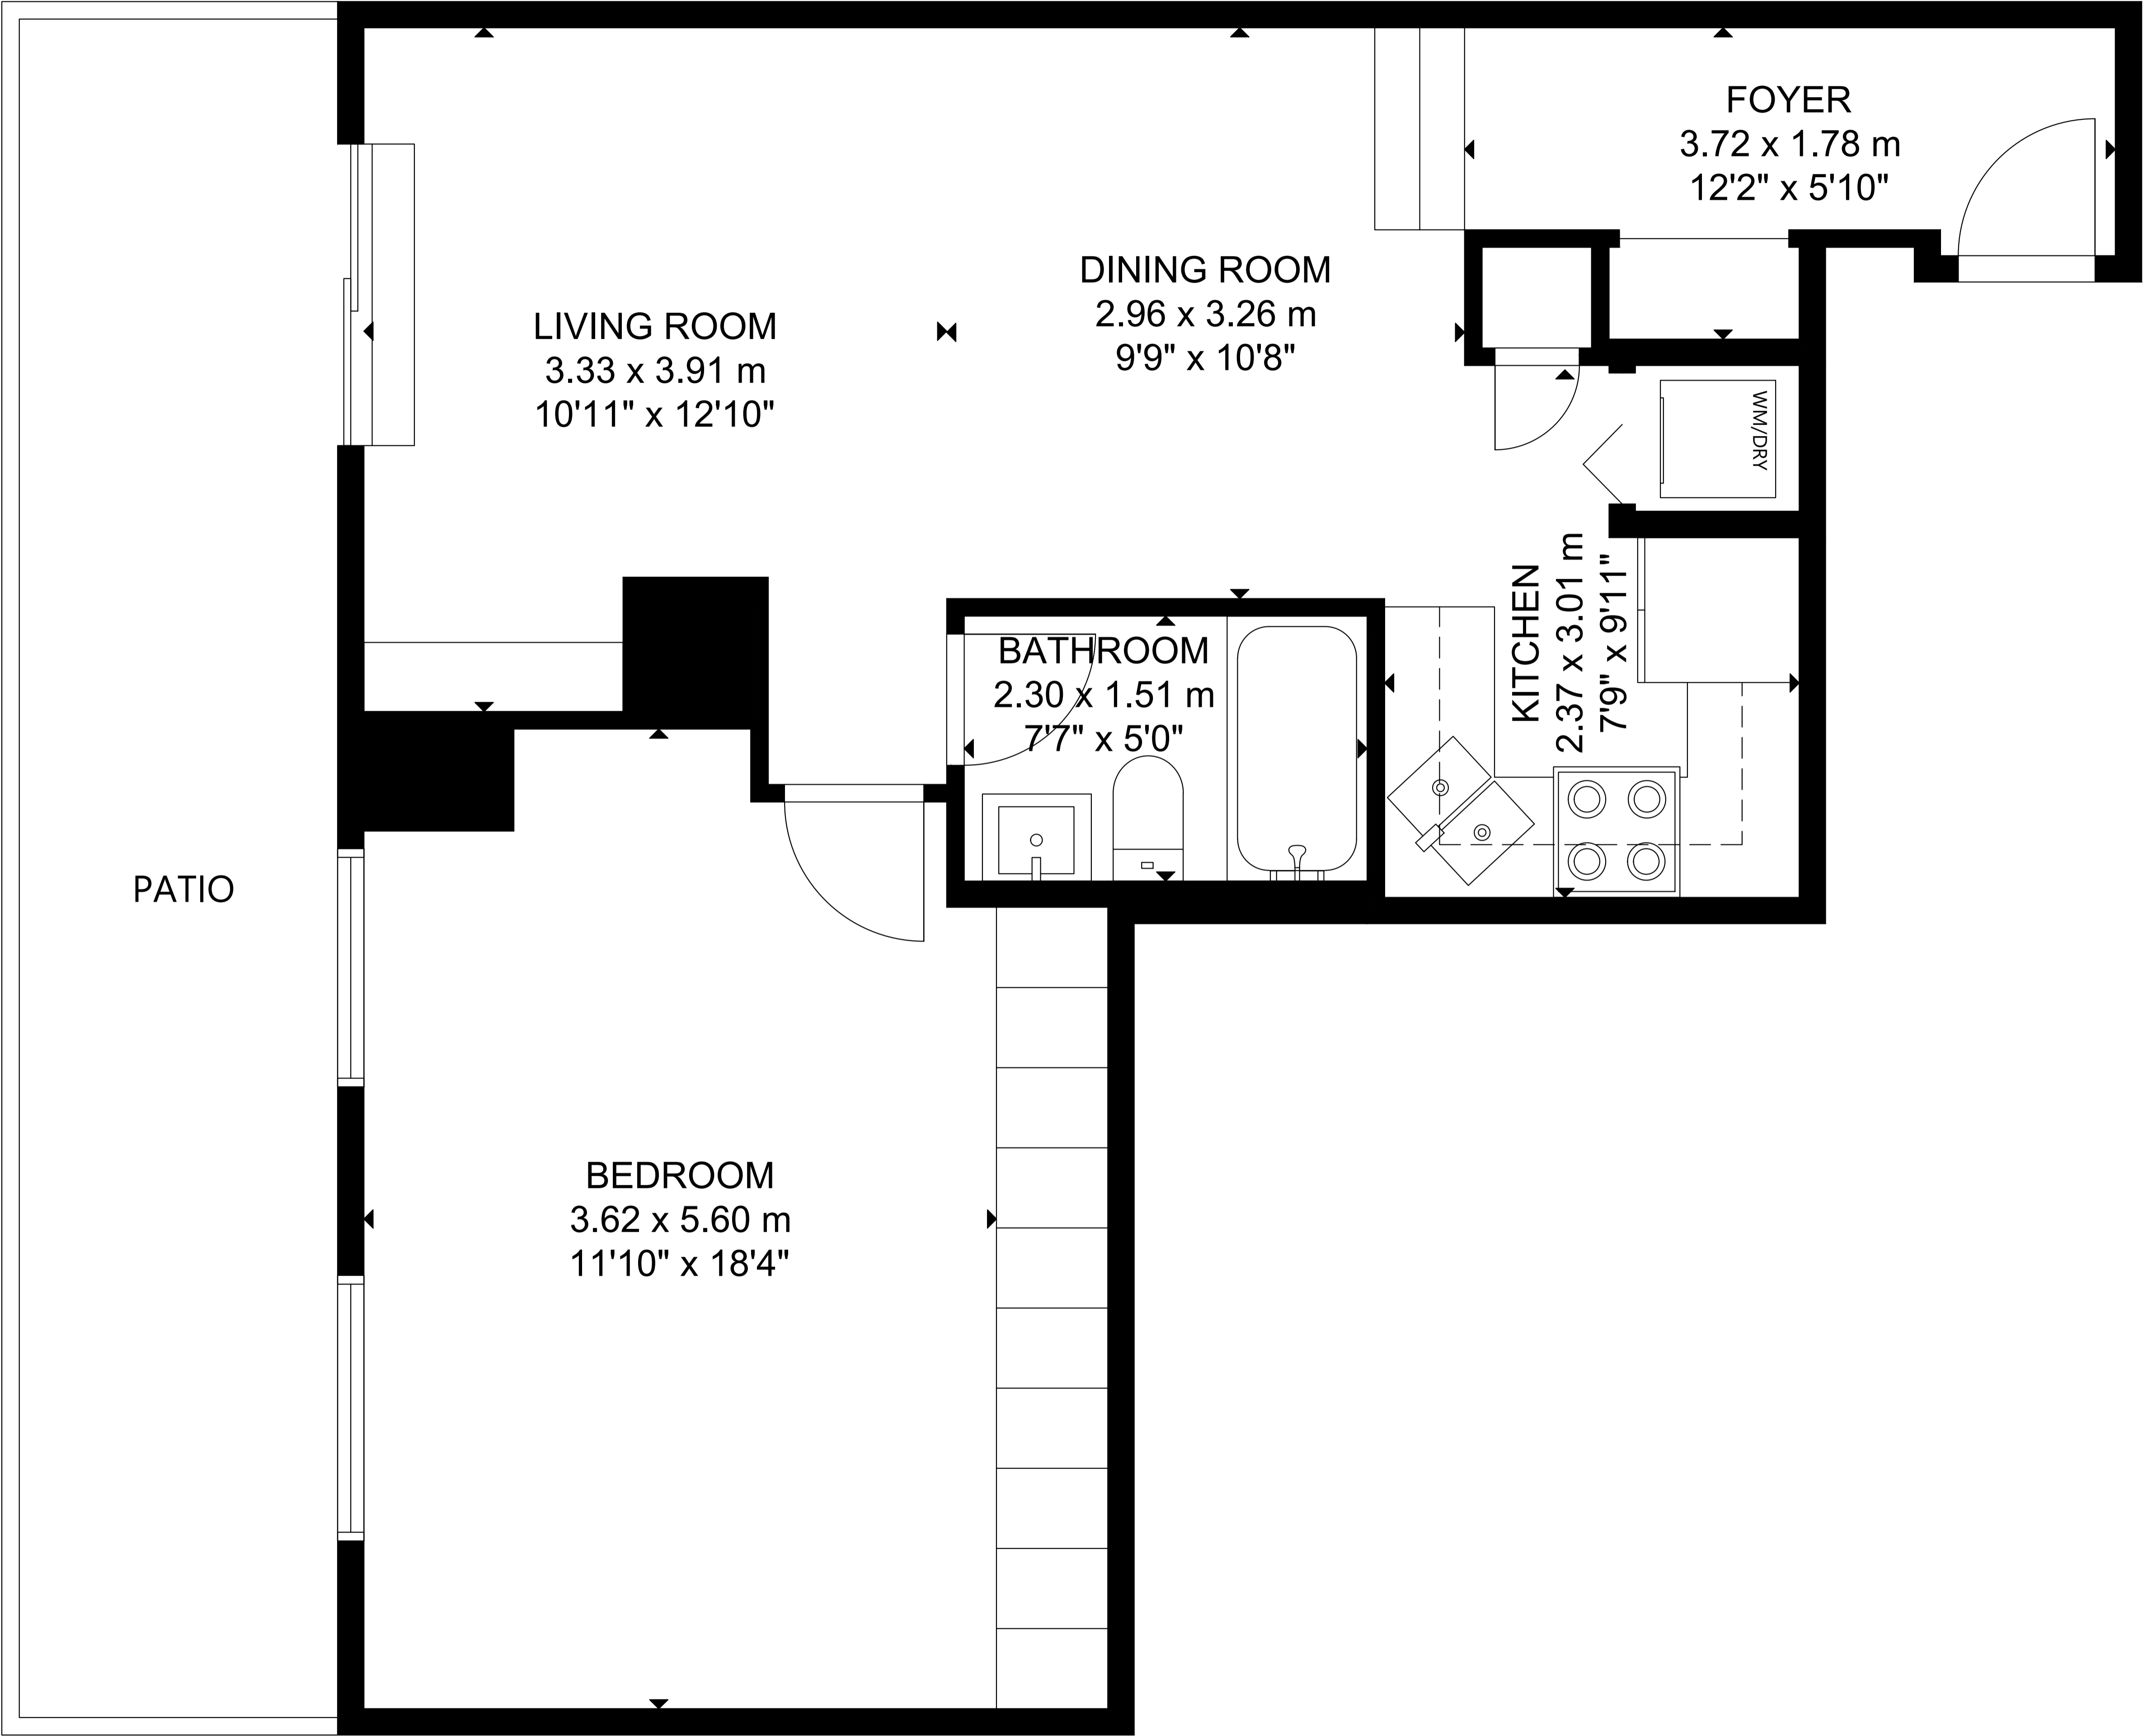 FOYER
3.72 x 1.78 m
12'2" x 5'10"
DINING ROOM
2.96 x 3.26 m
9'9" x 10'8"
LIVING ROOM
3.33 x 3.91 m
10'11" x 12'10"
WM/DRY
KITCHEN
2.37 x 3.01 m
7'9" x 9'11"
BATHROOM
2.30 x 1.51 m
7'7" x 5'0"
PATIO
BEDROOM
3.62 x 5.60 m
11'10" x 18'4"